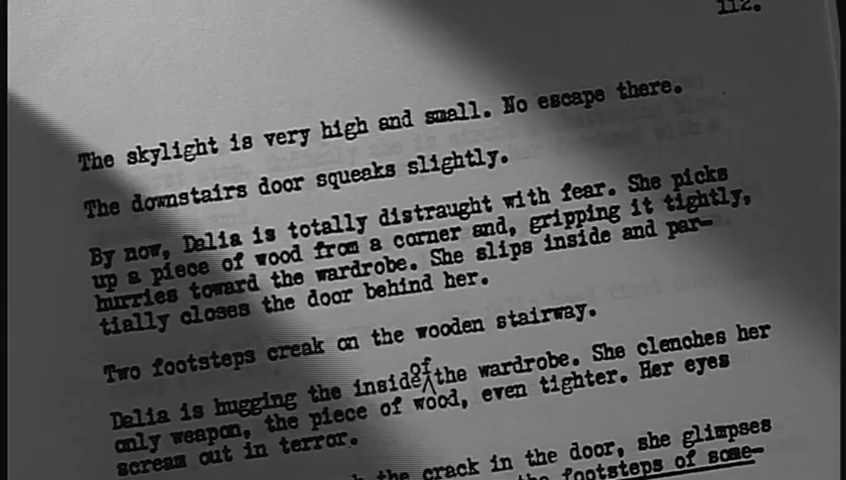 112.
The skylight is very high and small. No escape there.
The downstairs door squeaks slightly.
By now, Dalia is totally distraught with fear. She picks
up a piece of wood from a corner and, gripping it tightly,
hurries toward the wardrobe. She slips inside and par-
tially closes the door behind her.
Two footsteps creak on the wooden stairway.
Dalia is hugging the inside of the wardrobe. She clenches her
only weapon, the piece of wood, even tighter. Her eyes
scream out in terror.
the crack in the door, she glimpses
the footsteps of some-